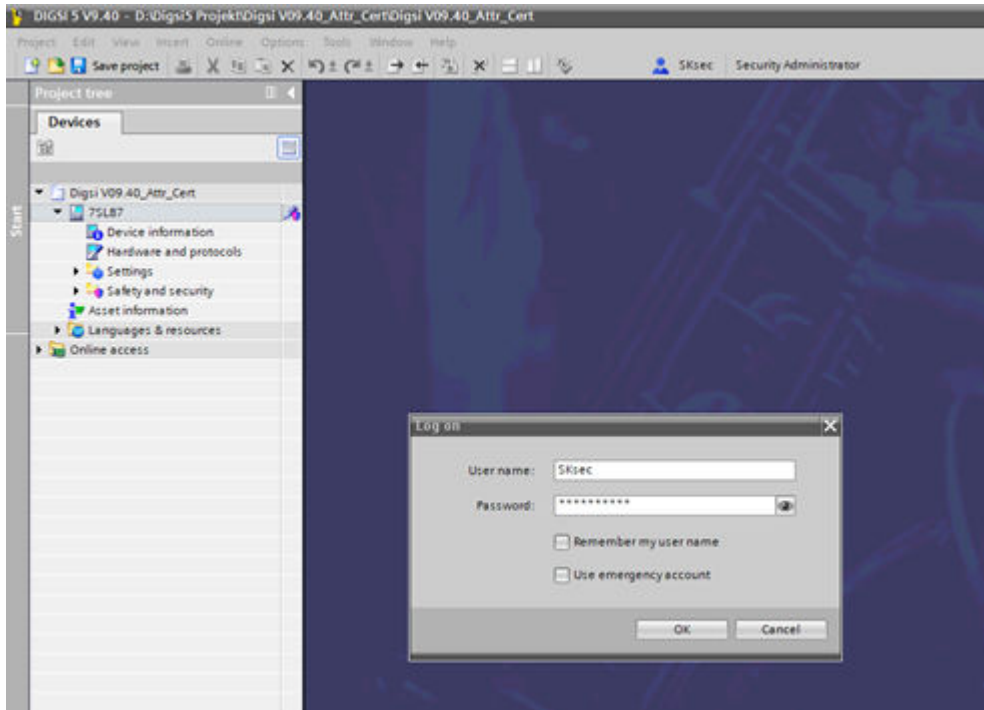 DIGSI 5 V9.40 - D:\Digsi5 Projekt\Digsi V09.40_Attr_Cert\Digsi V09.40_Attr_Cert
Project Edit View Insert Online Options Tools Window Help
Save project
SKsec Security Administrator
Project tree
Devices
Start
Digsi V09.40_Attr_Cert
7SL87
Device information
Hardware and protocols
Settings
Safety and security
Asset information
Languages & resources
Online access
Log on
User name: SKsec
Password: **********
Remember my user name
Use emergency account
OK Cancel